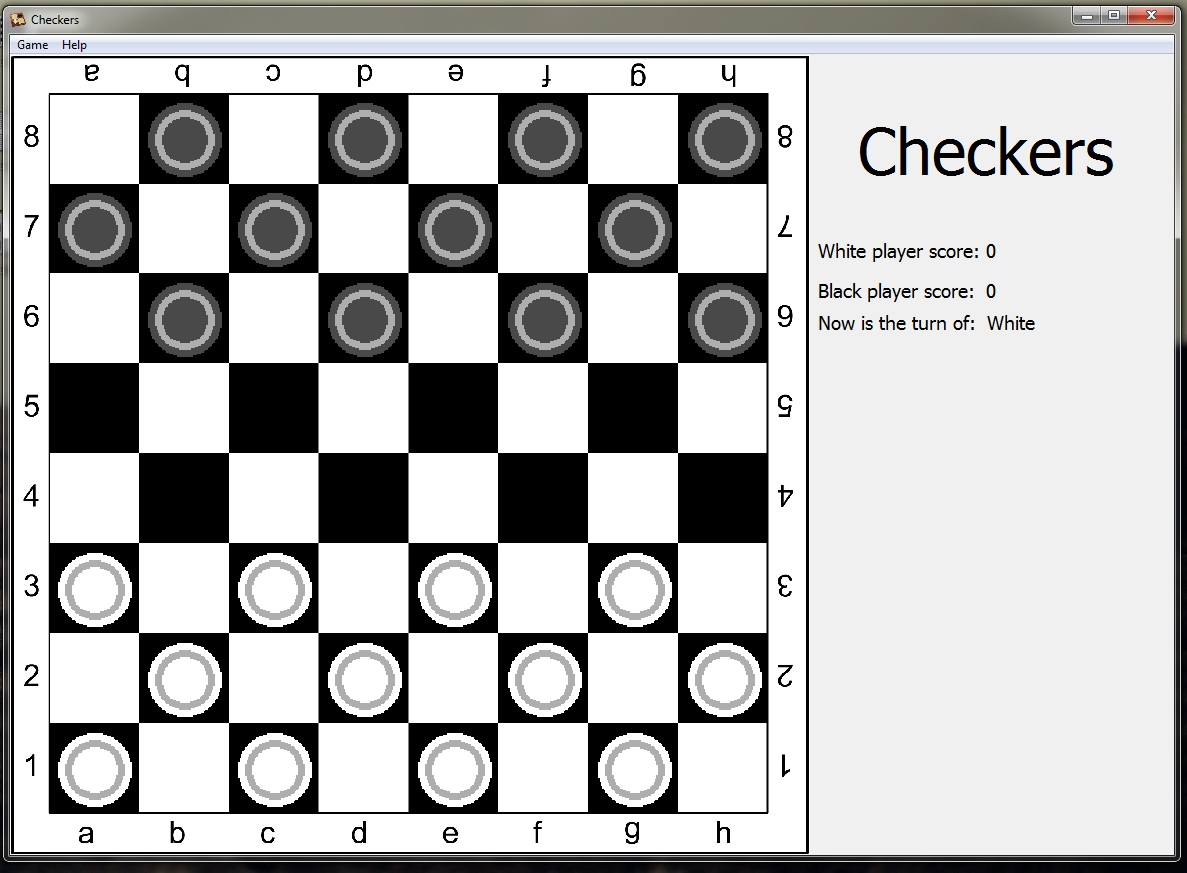 Checkers
Game Help
a b c d e f g h
8 8
Checkers
7 7
White player score: 0
Black player score: 0
6 6
Now is the turn of: White
5 5
4 4
3 3
2 2
1 1
a b c d e f g h